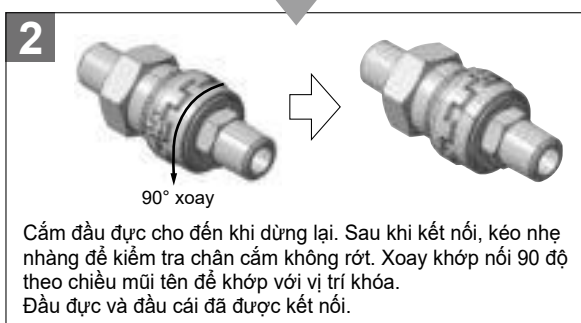 2
90° xoay
Cắm đầu đực cho đến khi dừng lại. Sau khi kết nối, kéo nhẹ
nhàng để kiểm tra chân cắm không rớt. Xoay khớp nối 90 độ
theo chiều mũi tên để khớp với vị trí khóa.
Đầu đực và đầu cái đã được kết nối.